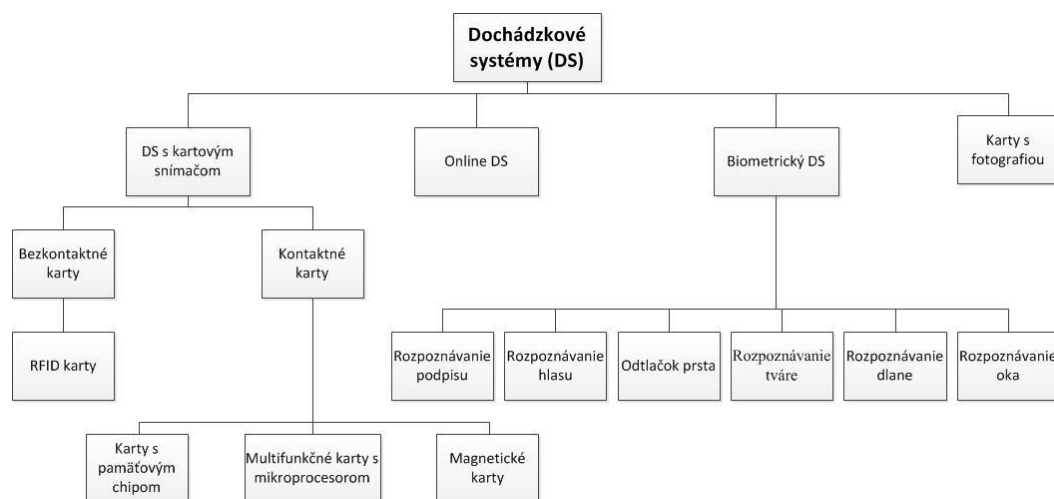 Dochádzkové
systémy (DS)
DS s kartovým
snímačom
Online DS
Biometrický DS
Karty s
fotografiou
Bezkontaktné
karty
Kontaktné
karty
RFID karty
Rozpoznávanie
podpisu
Rozpoznávanie
hlasu
Odtlačok prsta
Rozpoznávanie
tváre
Rozpoznávanie
dlane
Rozpoznávanie
oka
Karty s
pamäťovým
chipom
Multifunkčné karty s
mikroprocesorom
Magnetické
karty